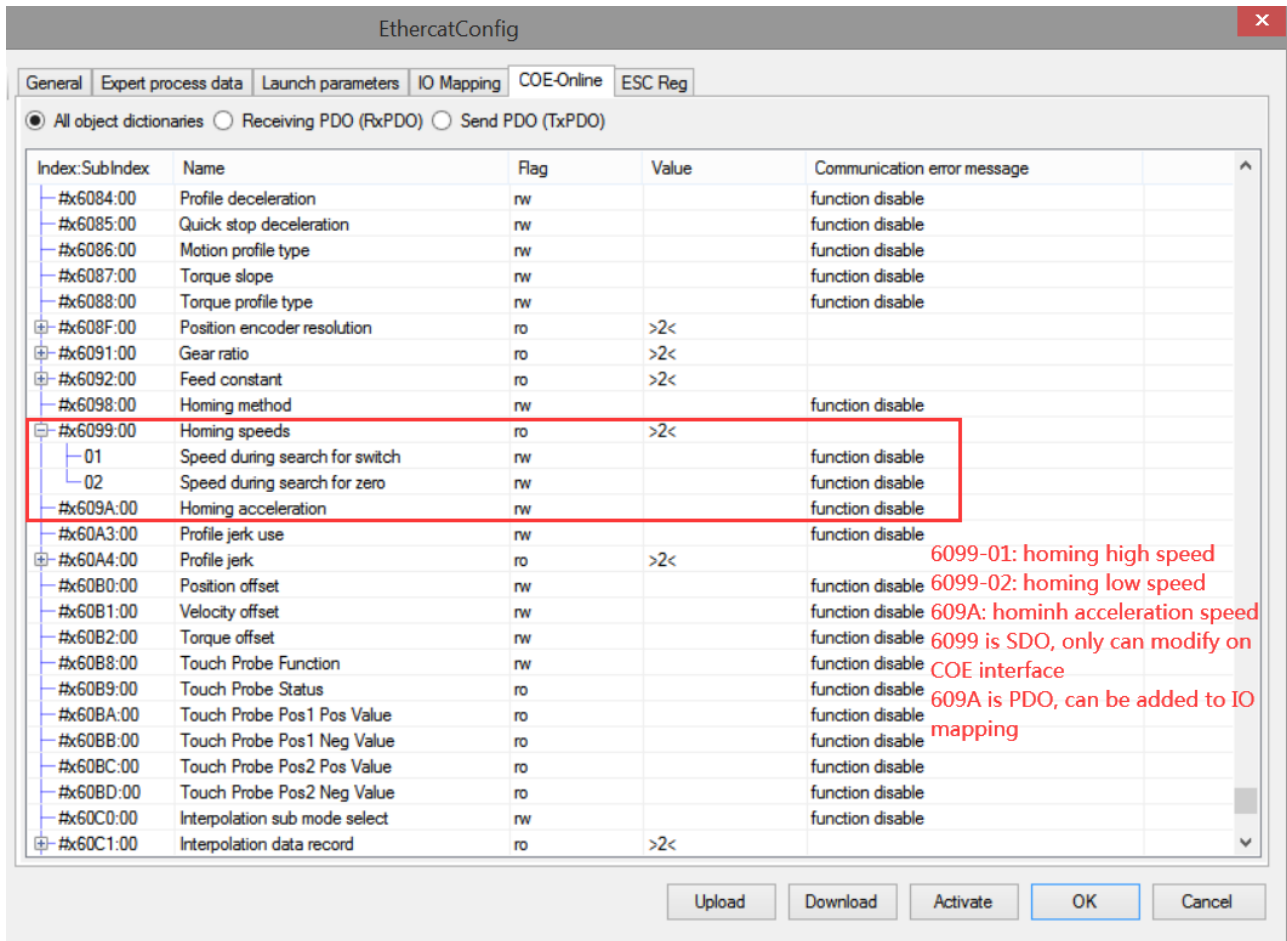 EthercatConfig
x
General Expert process data Launch parameters IO Mapping COE-Online ESC Reg
All object dictionaries Receiving PDO (RxPDO) Send PDO (TxPDO)
Index:SubIndex Name Flag Value Communication error message
#x6084:00 Profile deceleration rw function disable
#x6085:00 Quick stop deceleration rw function disable
#x6086:00 Motion profile type rw function disable
#x6087:00 Torque slope rw function disable
#x6088:00 Torque profile type rw function disable
#x608F:00 Position encoder resolution ro >2<
#x6091:00 Gear ratio ro >2<
#x6092:00 Feed constant ro >2<
#x6098:00 Homing method rw function disable
#x6099:00 Homing speeds ro >2<
01 Speed during search for switch rw function disable
02 Speed during search for zero rw function disable
#x609A:00 Homing acceleration rw function disable
#x60A3:00 Profile jerk use rw function disable
#x60A4:00 Profile jerk ro >2<
#x60B0:00 Position offset rw function disable
#x60B1:00 Velocity offset rw function disable
#x60B2:00 Torque offset rw function disable
#x60B8:00 Touch Probe Function rw function disable
#x60B9:00 Touch Probe Status ro function disable
#x60BA:00 Touch Probe Pos1 Pos Value ro function disable
#x60BB:00 Touch Probe Pos1 Neg Value ro function disable
#x60BC:00 Touch Probe Pos2 Pos Value ro function disable
#x60BD:00 Touch Probe Pos2 Neg Value ro function disable
#x60C0:00 Interpolation sub mode select rw function disable
#x60C1:00 Interpolation data record ro >2<
6099-01: homing high speed
6099-02: homing low speed
609A: hominh acceleration speed
6099 is SDO, only can modify on
COE interface
609A is PDO, can be added to IO
mapping
Upload Download Activate OK Cancel